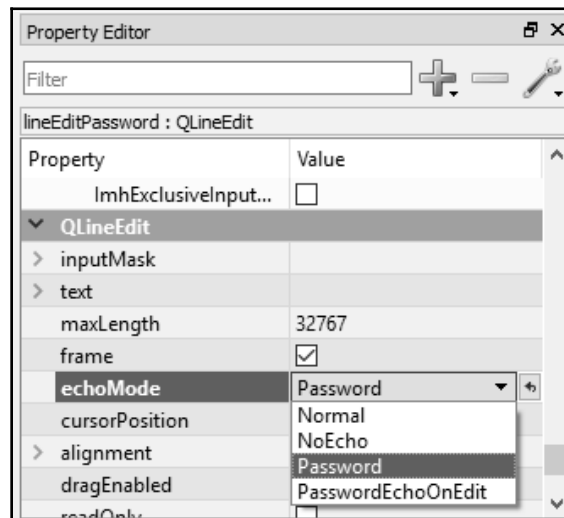 Property Editor
Filter
lineEditPassword : QLineEdit
Property Value
ImhExclusiveInput...
QLineEdit
inputMask
text
maxLength 32767
frame
echoMode Password
cursorPosition Normal
NoEcho
alignment Password
dragEnabled PasswordEchoOnEdit
readOnly